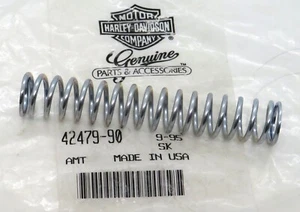 MOTOR
HARLEY-DAVIDSON
COMPANY
Genuine
PARTS & ACCESSORIES
42479-90 9-95
SK
AMT MADE IN USA